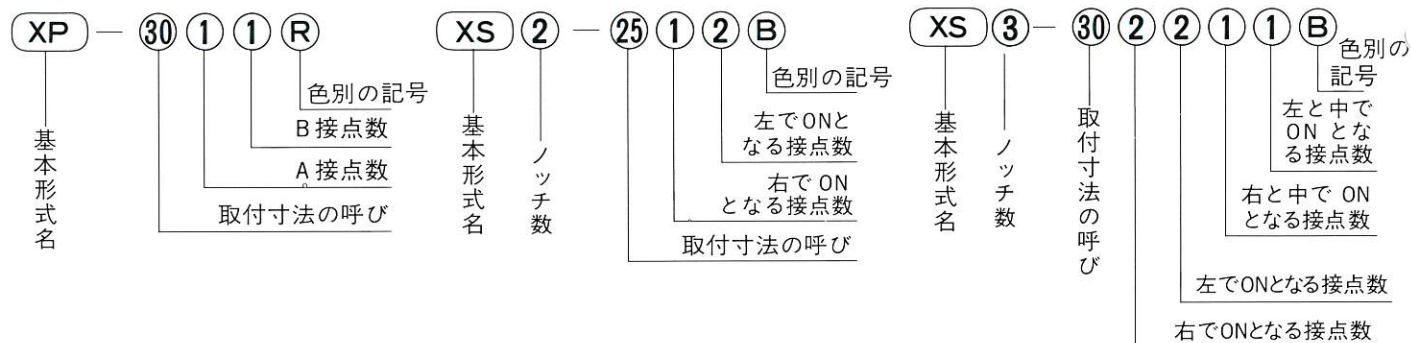 XP — 30 1 1 R
色別の記号
B接点数
A接点数
取付寸法の呼び
基本形式名
XS 2 — 25 1 2 B
色別の記号
左でONと
なる接点数
右でON
となる接点数
取付寸法の呼び
基本形式名
ノッチ数
XS 3 — 30 2 2 1 1 B
色別の
記号
左と中で
ONとな
る接点数
右と中でON
となる接点数
左でONとなる接点数
右でONとなる接点数
基本形式名
ノッチ数
取付寸法の呼び